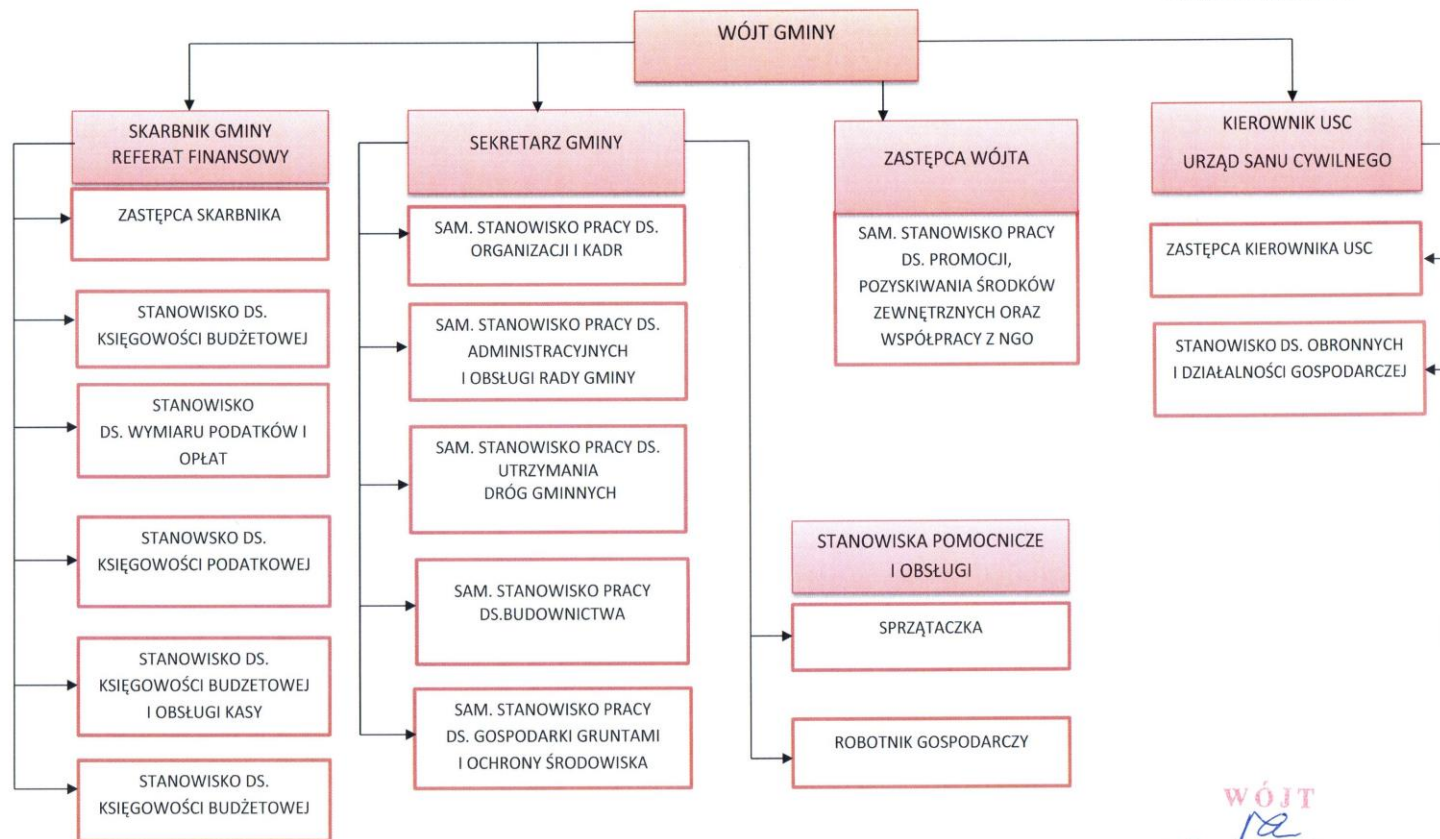 WÓJT GMINY
SKARBNIK GMINY
REFERAT FINANSOWY
ZASTĘPCA SKARBNIKA
STANOWISKO DS.
KSIĘGOWOŚCI BUDŻETOWEJ
STANOWISKO
DS. WYMIARU PODATKÓW I
OPŁAT
STANOWSKO DS.
KSIĘGOWOŚCI PODATKOWEJ
STANOWISKO DS.
KSIĘGOWOŚCI BUDZETOWEJ
I OBSŁUGI KASY
STANOWISKO DS.
KSIĘGOWOŚCI BUDŻETOWEJ
SEKRETARZ GMINY
SAM. STANOWISKO PRACY DS.
ORGANIZACJI I KADR
SAM. STANOWISKO PRACY DS.
ADMINISTRACYJNYCH
I OBSŁUGI RADY GMINY
SAM. STANOWISKO PRACY DS.
UTRZYMANIA
DRÓG GMINNYCH
SAM. STANOWISKO PRACY
DS.BUDOWNICTWA
SAM. STANOWISKO PRACY
DS. GOSPODARKI GRUNTAMI
I OCHRONY ŚRODOWISKA
ZASTĘPCA WÓJTA
SAM. STANOWISKO PRACY
DS. PROMOCJI,
POZYSKIWANIA ŚRODKÓW
ZEWNĘTRZNYCH ORAZ
WSPÓŁPRACY Z NGO
STANOWISKA POMOCNICZE
I OBSŁUGI
SPRZĄTACZKA
ROBOTNIK GOSPODARCZY
KIEROWNIK USC
URZĄD SANU CYWILNEGO
ZASTĘPCA KIEROWNIKA USC
STANOWISKO DS. OBRONNYCH
I DZIAŁALNOŚCI GOSPODARCZEJ
WÓJT